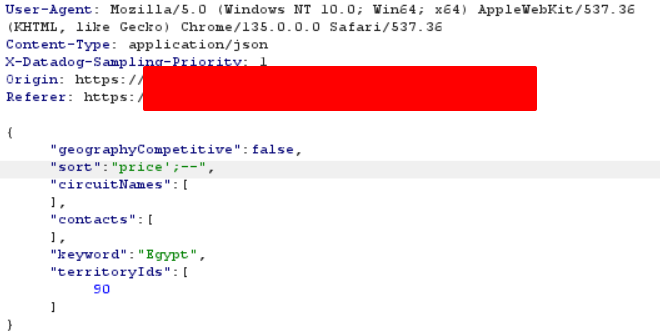 User-Agent: Mozilla/5.0 (Windows NT 10.0; Win64; x64) AppleWebKit/537.36
(KHTML, like Gecko) Chrome/135.0.0.0 Safari/537.36
Content-Type: application/json
X-Datadog-Sampling-Priority: 1
Origin: https://
Referer: https:/
{
"geographyCompetitive":false,
"sort":"price';--",
"circuitNames":[
],
"contacts":[
],
"keyword":"Egypt",
"territoryIds":[
90
]
}